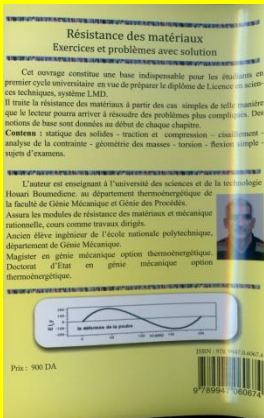 Résistance des matériaux
Exercices et problèmes avec solution
Cet ouvrage constitue une base indispensable pour les étudiants en
premier cycle universitaire en vue de préparer le diplôme de Licence en scien-
ces techniques, système LMD.
Il traite la résistance des matériaux à partir des cas simples de telle manière
que le lecteur pourra arriver à résoudre des problèmes plus compliqués. Des
notions de base sont données au début de chaque chapitre.
Contenu : statique des solides - traction et compression - cisaillement -
analyse de la contrainte - géométrie des masses - torsion - flexion simple -
sujets d'examens.
L'auteur est enseignant à l'université des sciences et de la technologie
Houari Boumediene, au département thermoénergétique de
la faculté de Génie Mécanique et Génie des Procédés.
Assura les modules de résistance des matériaux et mécanique
rationnelle, cours comme travaux dirigés.
Ancien élève ingénieur de l'école nationale polytechnique,
département de Génie Mécanique.
Magister en génie mécanique option thermoénergétique.
Doctorat d'Etat en génie mécanique option
thermoénergétique.
la déformée de la poutre
Prix : 900 DA
ISBN : 978
9 789947 060674